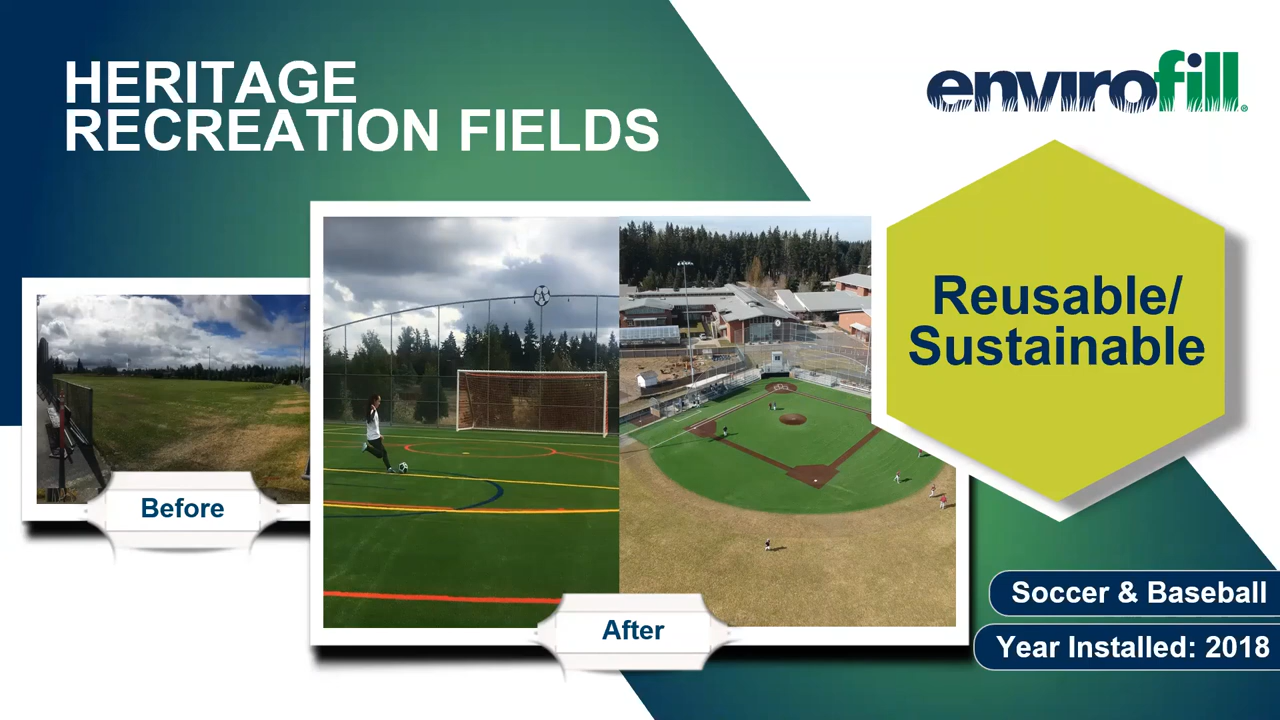 HERITAGE
RECREATION FIELDS
envirofill®
Reusable/
Sustainable
Before
After
Soccer & Baseball
Year Installed: 2018